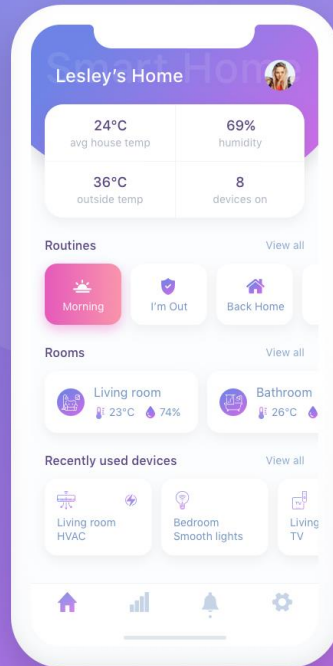 Smart Home
Lesley's Home
24°C
avg house temp
69%
humidity
36°C
outside temp
8
devices on
Routines
View all
Morning
I'm Out
Back Home
Rooms
View all
Living room
23°C
74%
Bathroom
26°C
Recently used devices
View all
Living room
HVAC
Bedroom
Smooth lights
TV
Living
TV